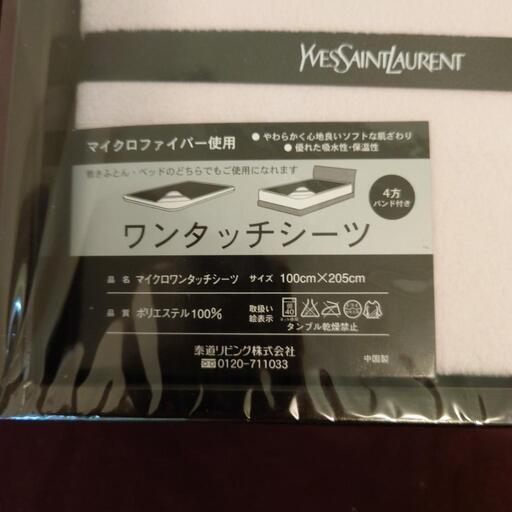 YVESSAINTLAURENT
マイクロファイバー使用
● やわらかく心地良いソフトな肌ざわり
● 優れた吸水性・保温性
敷きふとん・ベッドのどちらでもご使用になれます
4方
バンド付き
ワンタッチシーツ
品 名 マイクロワンタッチシーツ サイズ 100cm×205cm
品 質 ポリエステル100% 取扱い
絵表示
40
タンブル乾燥禁止
泰道リビング株式会社
0120-711033
中国製